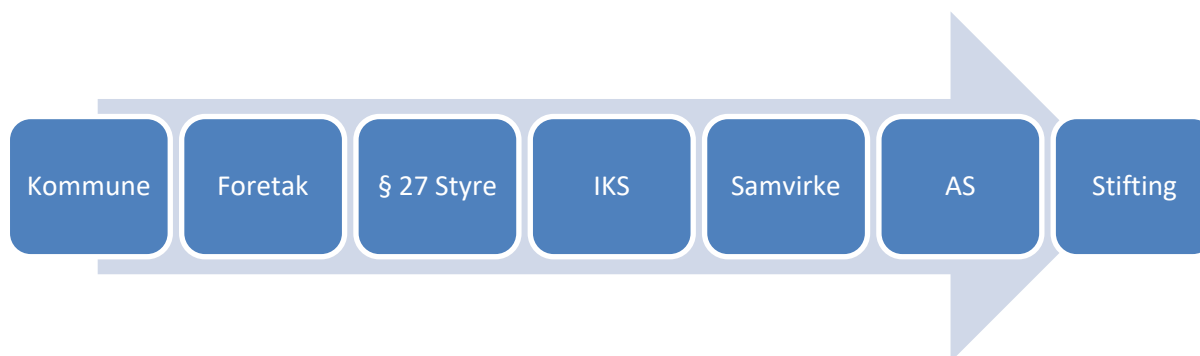 Kommune
Foretak
§ 27 Styre
IKS
Samvirke
AS
Stifting